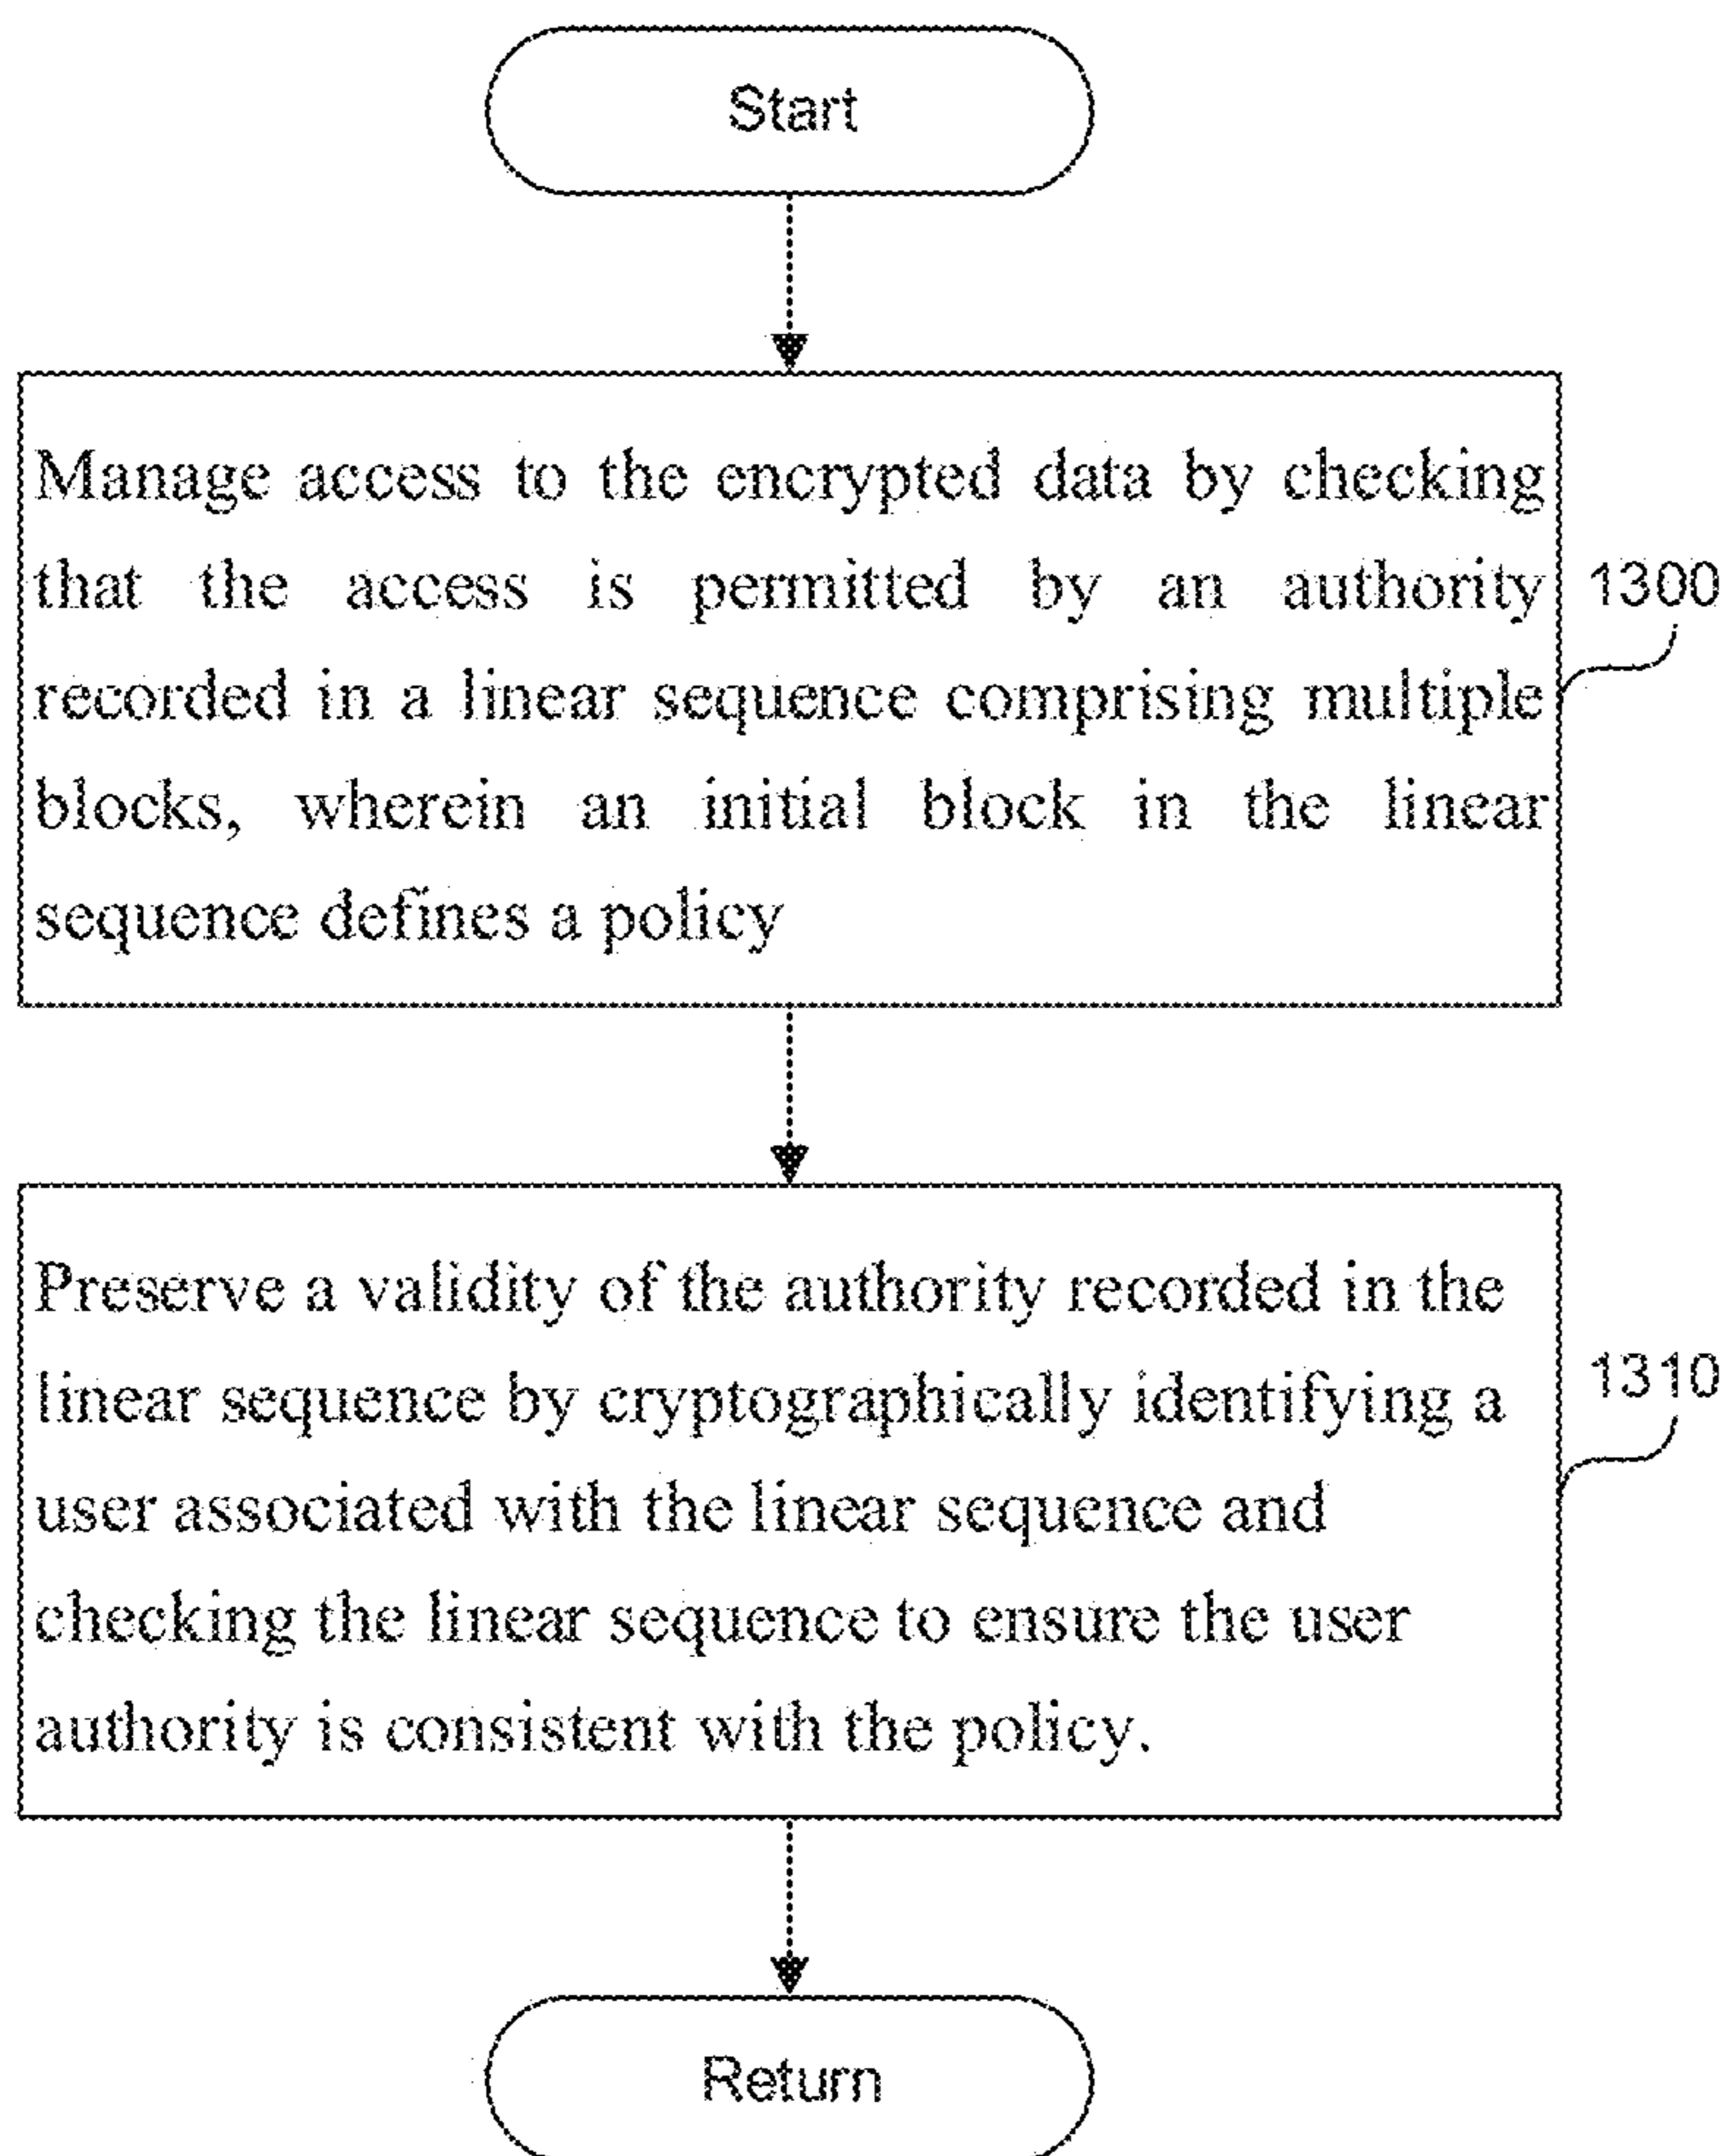 Start
Manage access to the encrypted data by checking
that the access is permitted by an authority
recorded in a linear sequence comprising multiple
blocks, wherein an initial block in the linear
sequence defines a policy
1300
Preserve a validity of the authority recorded in the
linear sequence by cryptographically identifying a
user associated with the linear sequence and
checking the linear sequence to ensure the user
authority is consistent with the policy.
1310
Return